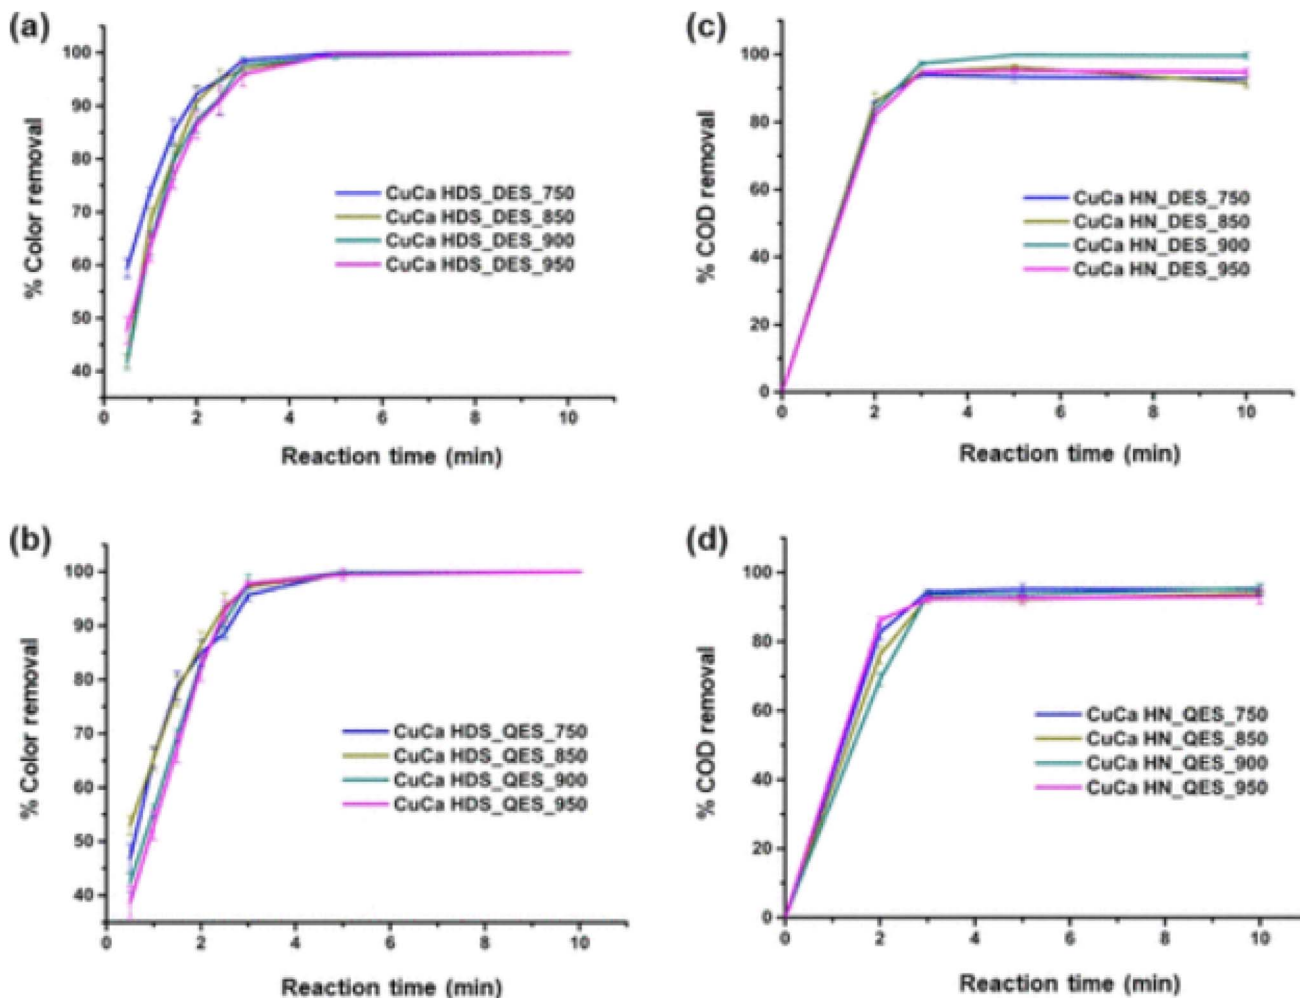 (a)
% Color removal
100
90
80
70
60
50
40
CuCa HDS_DES_750
CuCa HDS_DES_850
CuCa HDS_DES_900
CuCa HDS_DES_950
0 2 4 6 8 10
Reaction time (min)
(c)
% COD removal
100
80
60
40
20
0
CuCa HN_DES_750
CuCa HN_DES_850
CuCa HN_DES_900
CuCa HN_DES_950
0 2 4 6 8 10
Reaction time (min)
(b)
% Color removal
100
90
80
70
60
50
40
CuCa HDS_QES_750
CuCa HDS_QES_850
CuCa HDS_QES_900
CuCa HDS_QES_950
0 2 4 6 8 10
Reaction time (min)
(d)
% COD removal
100
80
60
40
20
0
CuCa HN_QES_750
CuCa HN_QES_850
CuCa HN_QES_900
CuCa HN_QES_950
0 2 4 6 8 10
Reaction time (min)